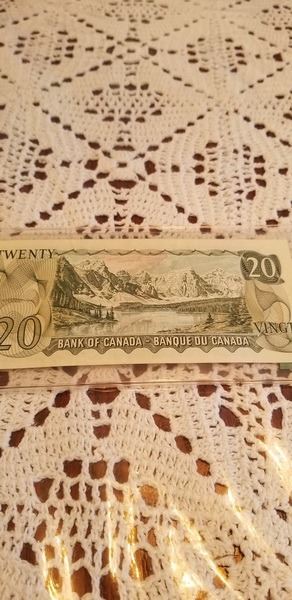 TWENTY
20
20
VINGT
BANK OF CANADA - BANQUE DU CANADA